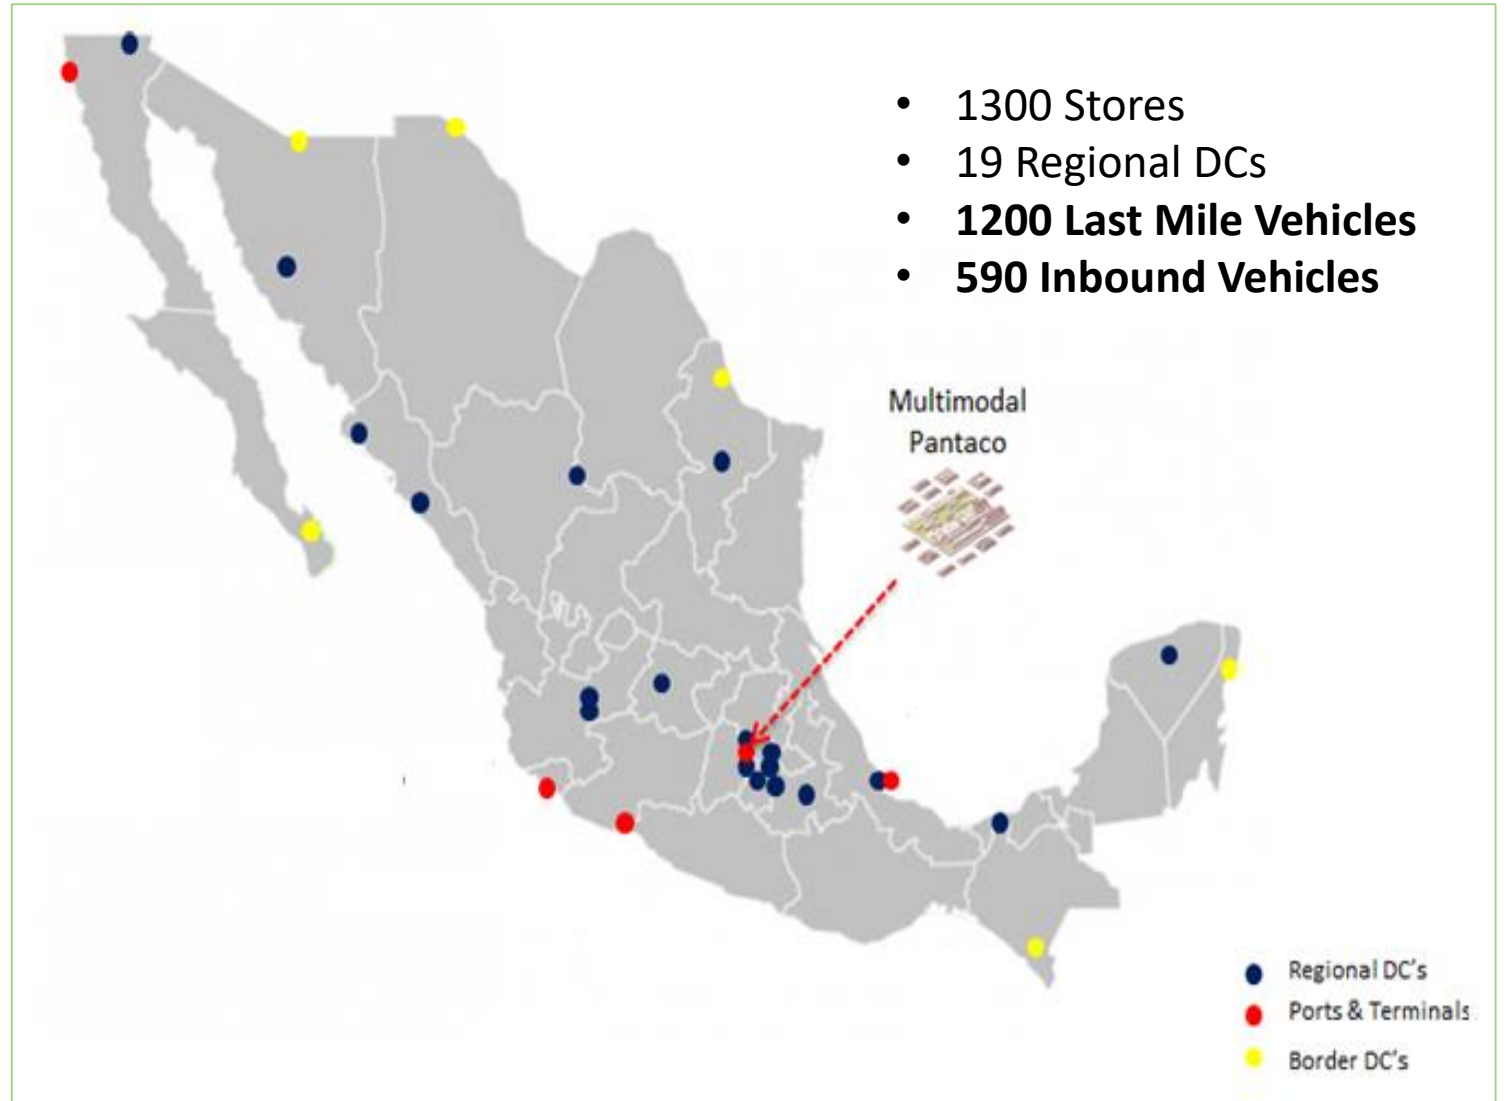 • 1300 Stores
• 19 Regional DCs
• 1200 Last Mile Vehicles
• 590 Inbound Vehicles
Multimodal
Pantaco
Regional DC's
Ports & Terminals
Border DC's